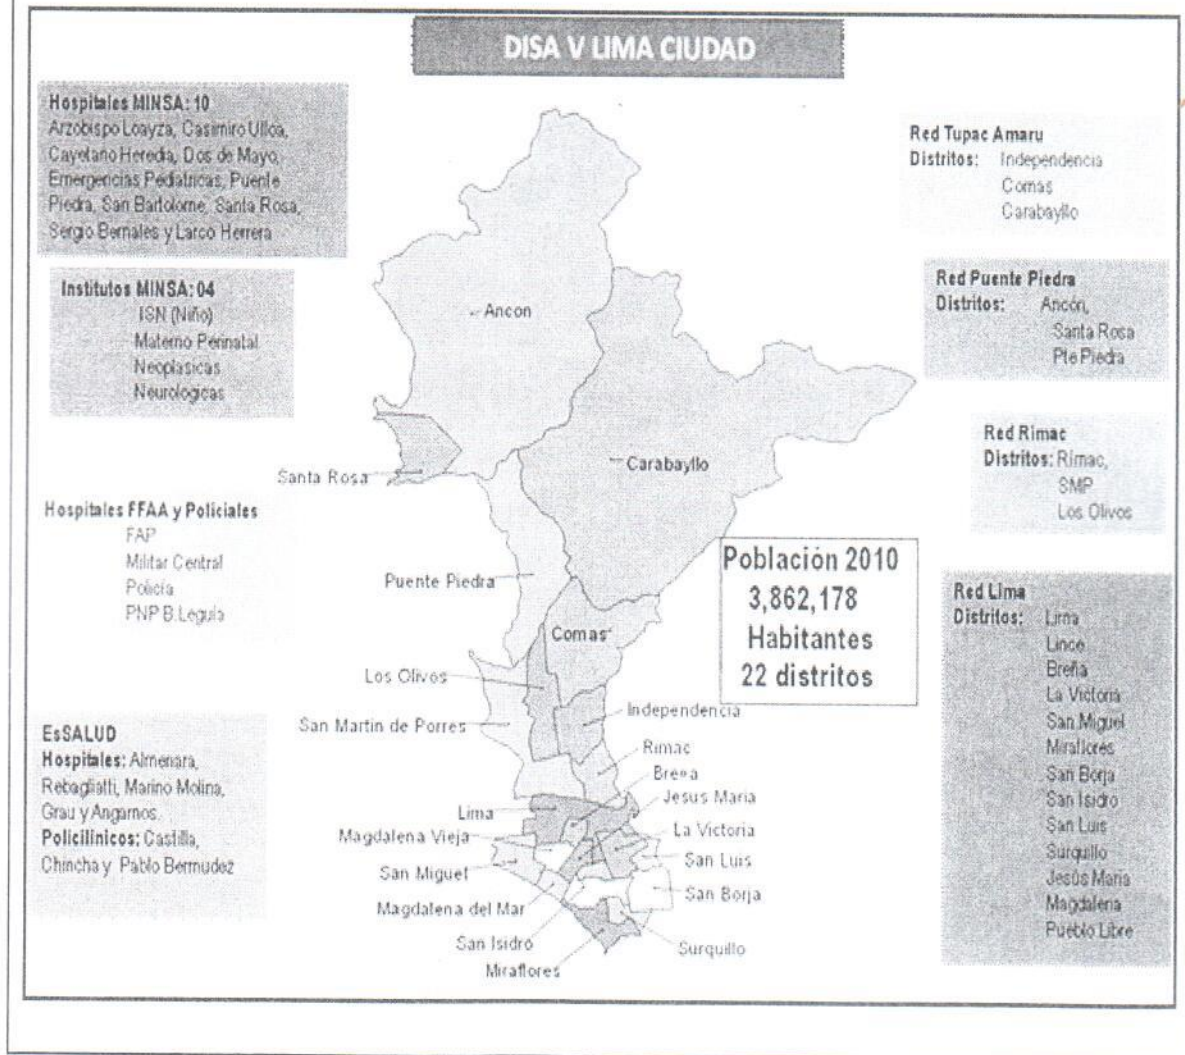 DISA V LIMA CIUDAD
Hospitales MINSA: 10
Arzobispo Loayza, Casimiro Ulloa,
Cayetano Heredia, Dos de Mayo,
Emergencias Pediatricas, Puente
Piedra, San Bartolome, Santa Rosa,
Sergio Bernales y Larco Herrera
Institutos MINSA: 04
ISN (Niño)
Materno Perinatal
Neoplasicas
Neurologicas
Hospitales FFAA y Policiales
FAP
Militar Central
Policía
PNP B.Leguía
EsSALUD
Hospitales: Almenara,
Rebagliatti, Marino Molina,
Grau y Angamos.
Policilínicos: Castilla,
Chincha y Pablo Bermudez
Ancon
Carabayllo
Santa Rosa
Puente Piedra
Comas
Los Olivos
San Martin de Porres
Independencia
Rimac
Breña
Jesus Maria
Lima
Magdalena Vieja
La Victoria
San Luis
San Miguel
San Borja
Magdalena del Mar
San Isidro
Surquillo
Miraflores
Población 2010
3,862,178
Habitantes
22 distritos
Red Tupac Amaru
Distritos: Independencia
Comas
Carabayllo
Red Puente Piedra
Distritos: Ancón,
Santa Rosa
Pte Piedra
Red Rimac
Distritos: Rimac,
SMP
Los Olivos
Red Lima
Distritos: Lima
Lince
Breña
La Victoria
San Miguel
Miraflores
San Borja
San Isidro
San Luis
Surquillo
Jesús Maria
Magdalena
Pueblo Libre